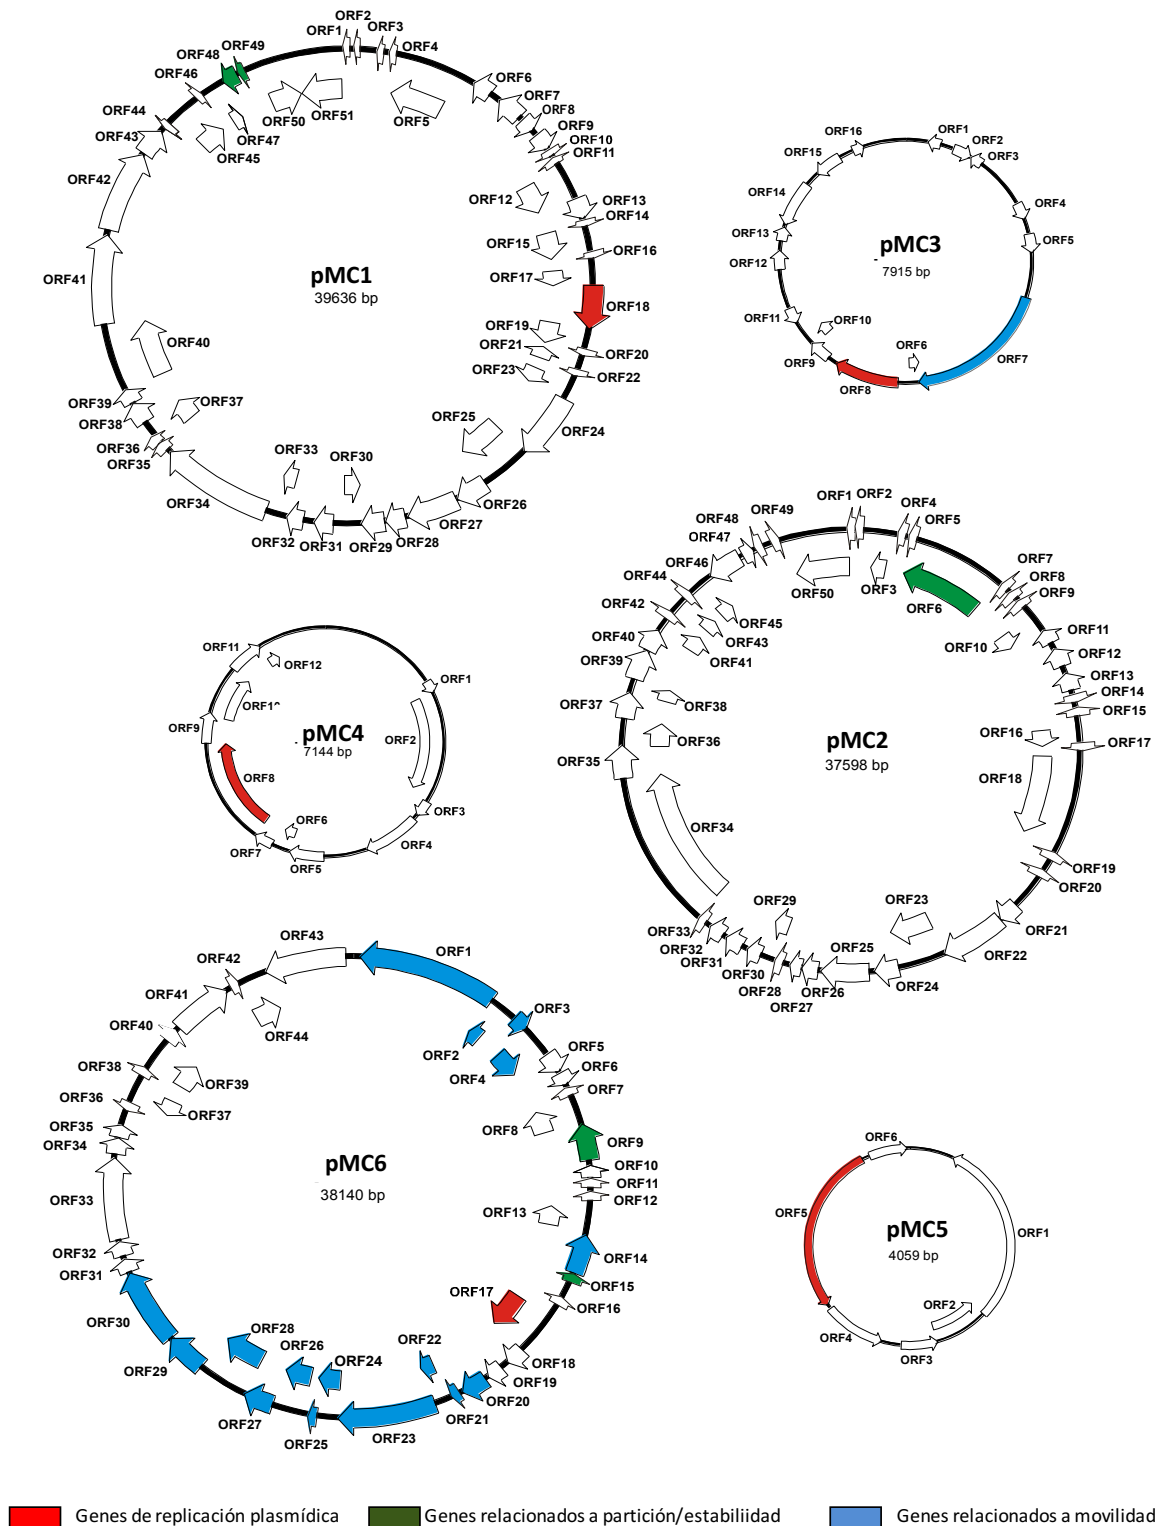 pMC1
39636 bp
ORF1
ORF2
ORF3
ORF4
ORF5
ORF6
ORF7
ORF8
ORF9
ORF10
ORF11
ORF12
ORF13
ORF14
ORF15
ORF16
ORF17
ORF18
ORF19
ORF20
ORF21
ORF22
ORF23
ORF24
ORF25
ORF26
ORF27
ORF28
ORF29
ORF30
ORF31
ORF32
ORF33
ORF34
ORF35
ORF36
ORF37
ORF38
ORF39
ORF40
ORF41
ORF42
ORF43
ORF44
ORF45
ORF46
ORF47
ORF48
ORF49
ORF50
ORF51
pMC3
7915 bp
ORF1
ORF2
ORF3
ORF4
ORF5
ORF6
ORF7
ORF8
ORF9
ORF10
ORF11
ORF12
ORF13
ORF14
ORF15
ORF16
pMC2
37598 bp
ORF1
ORF2
ORF3
ORF4
ORF5
ORF6
ORF7
ORF8
ORF9
ORF10
ORF11
ORF12
ORF13
ORF14
ORF15
ORF16
ORF17
ORF18
ORF19
ORF20
ORF21
ORF22
ORF23
ORF24
ORF25
ORF26
ORF27
ORF28
ORF29
ORF30
ORF31
ORF32
ORF33
ORF34
ORF35
ORF36
ORF37
ORF38
ORF39
ORF40
ORF41
ORF42
ORF43
ORF44
ORF45
ORF46
ORF47
ORF48
ORF49
ORF50
pMC4
7144 bp
ORF1
ORF2
ORF3
ORF4
ORF5
ORF6
ORF7
ORF8
ORF9
ORF11
ORF12
pMC6
38140 bp
ORF1
ORF2
ORF3
ORF4
ORF5
ORF6
ORF7
ORF8
ORF9
ORF10
ORF11
ORF12
ORF13
ORF14
ORF15
ORF16
ORF17
ORF18
ORF19
ORF20
ORF21
ORF22
ORF23
ORF24
ORF25
ORF26
ORF27
ORF28
ORF29
ORF30
ORF31
ORF32
ORF33
ORF34
ORF35
ORF36
ORF37
ORF38
ORF39
ORF40
ORF41
ORF42
ORF43
ORF44
pMC5
4059 bp
ORF1
ORF2
ORF3
ORF4
ORF5
ORF6
Genes de replicación plasmídica
Genes relacionados a partición/estabiliidad
Genes relacionados a movilidad